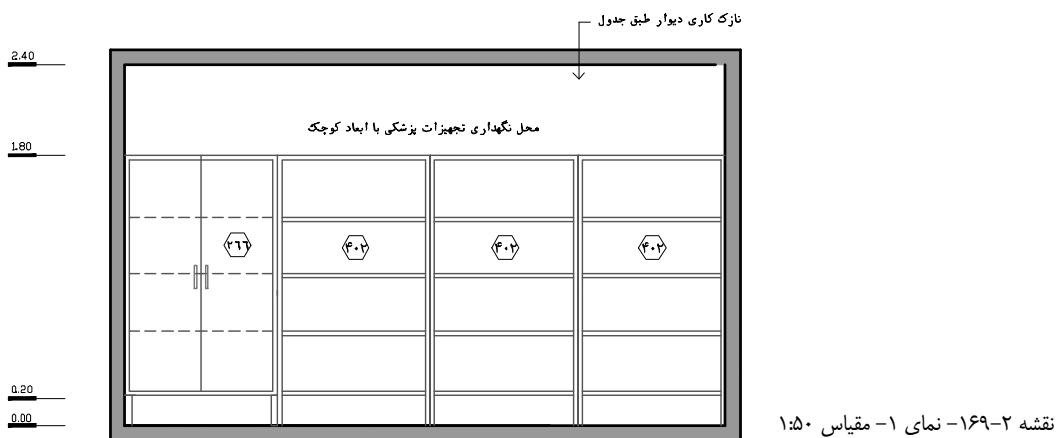 نازک کاری دیوار طبق جدول
2.40
محل نگهداری تجهیزات پزشکی با ابعاد کوچک
1.80
۲۶۶
۴۰۲
۴۰۲
۴۰۲
0.20
0.00
نقشه ۲-۱۶۹- نمای ۱- مقیاس ۱:۵۰